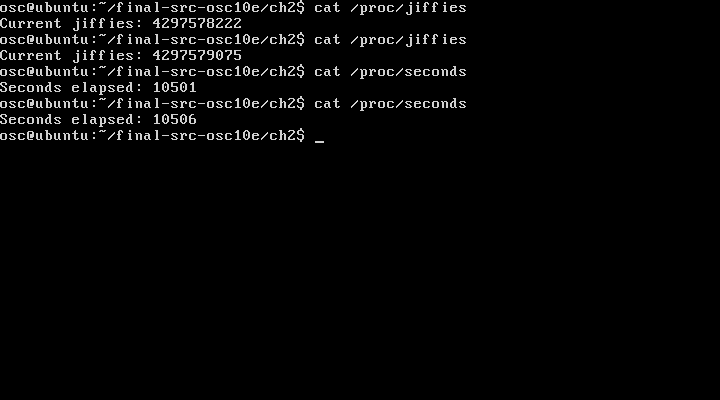 osc@ubuntu:~/final-src-osc10e/ch2$ cat /proc/jiffies
Current jiffies: 4297578222
osc@ubuntu:~/final-src-osc10e/ch2$ cat /proc/jiffies
Current jiffies: 4297579075
osc@ubuntu:~/final-src-osc10e/ch2$ cat /proc/seconds
Seconds elapsed: 10501
osc@ubuntu:~/final-src-osc10e/ch2$ cat /proc/seconds
Seconds elapsed: 10506
osc@ubuntu:~/final-src-osc10e/ch2$ _